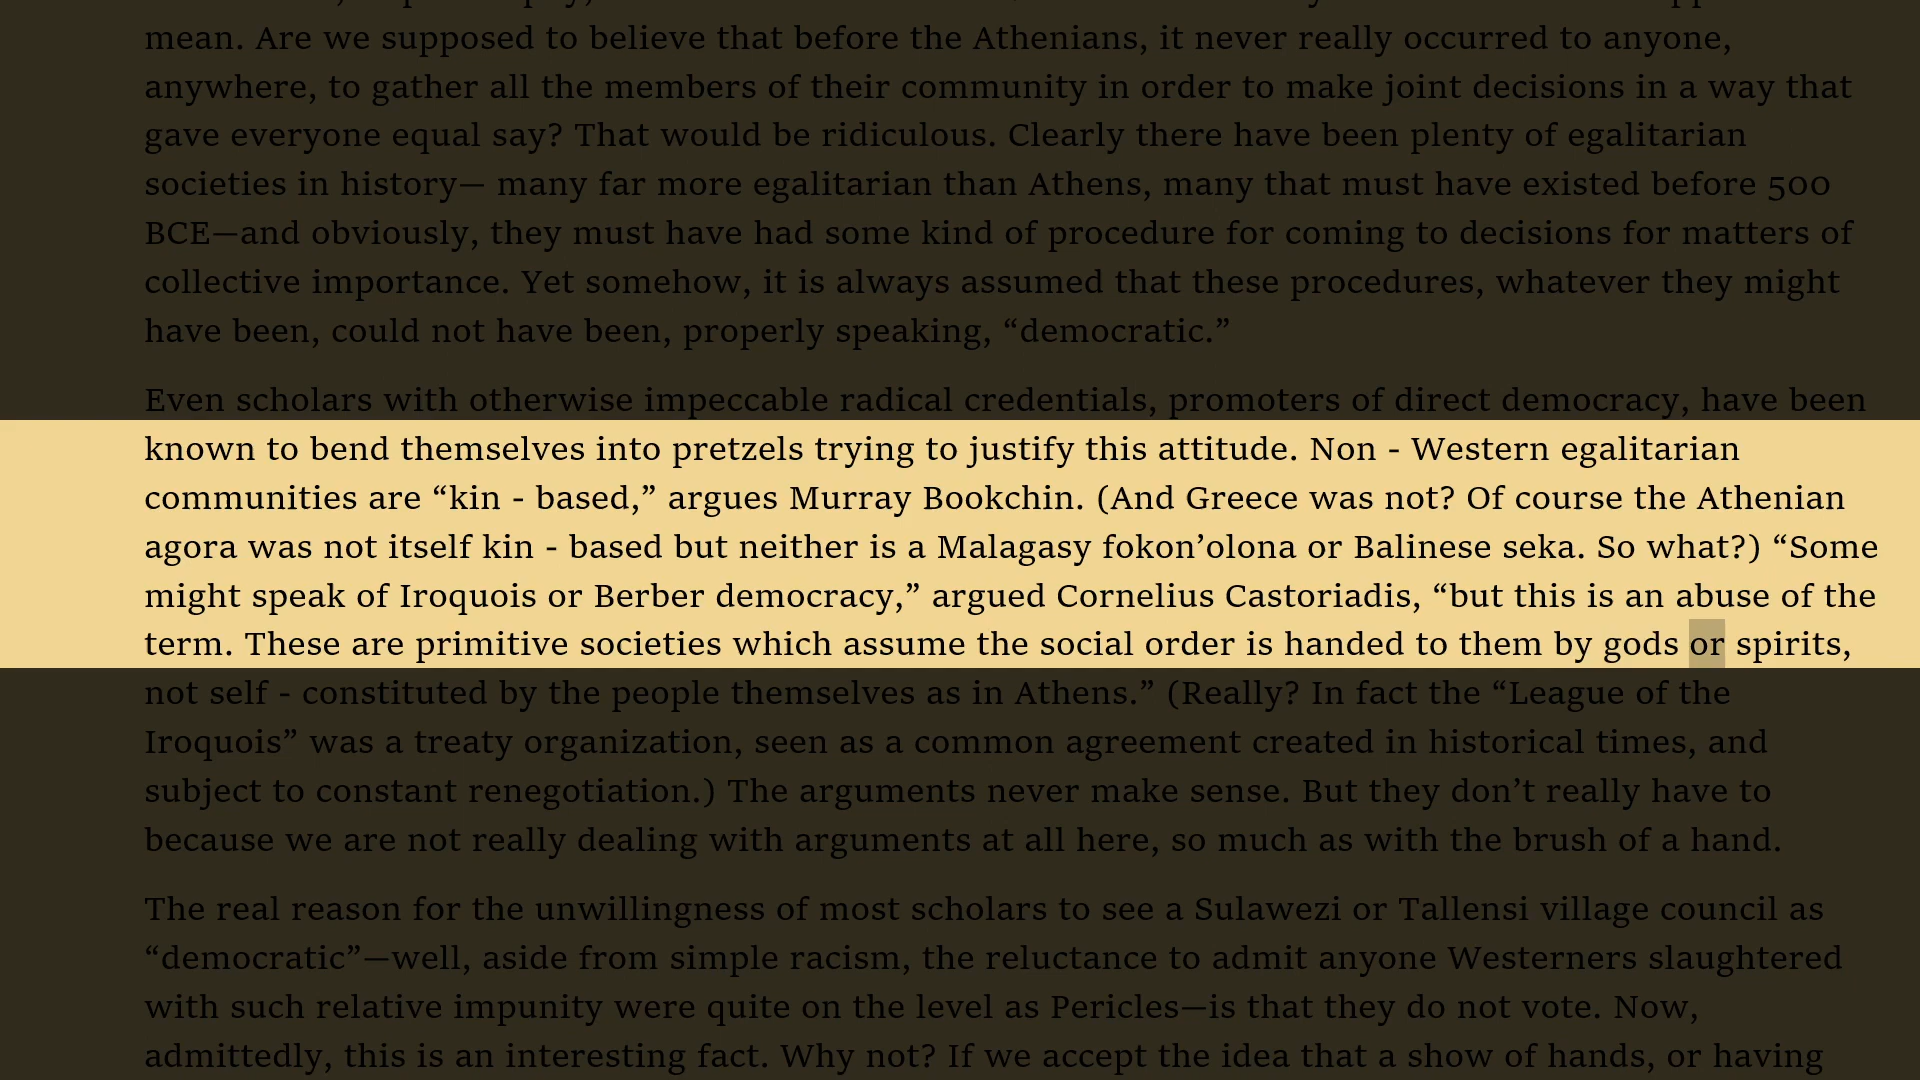 mean. Are we supposed to believe that before the Athenians, it never really occurred to anyone,
anywhere, to gather all the members of their community in order to make joint decisions in a way that
gave everyone equal say? That would be ridiculous. Clearly there have been plenty of egalitarian
societies in history— many far more egalitarian than Athens, many that must have existed before 500
BCE—and obviously, they must have had some kind of procedure for coming to decisions for matters of
collective importance. Yet somehow, it is always assumed that these procedures, whatever they might
have been, could not have been, properly speaking, “democratic.”
Even scholars with otherwise impeccable radical credentials, promoters of direct democracy, have been
known to bend themselves into pretzels trying to justify this attitude. Non - Western egalitarian
communities are “kin - based,” argues Murray Bookchin. (And Greece was not? Of course the Athenian
agora was not itself kin - based but neither is a Malagasy fokon’olona or Balinese seka. So what?) “Some
might speak of Iroquois or Berber democracy,” argued Cornelius Castoriadis, “but this is an abuse of the
term. These are primitive societies which assume the social order is handed to them by gods or spirits,
not self - constituted by the people themselves as in Athens.” (Really? In fact the “League of the
Iroquois” was a treaty organization, seen as a common agreement created in historical times, and
subject to constant renegotiation.) The arguments never make sense. But they don’t really have to
because we are not really dealing with arguments at all here, so much as with the brush of a hand.
The real reason for the unwillingness of most scholars to see a Sulawezi or Tallensi village council as
“democratic”—well, aside from simple racism, the reluctance to admit anyone Westerners slaughtered
with such relative impunity were quite on the level as Pericles—is that they do not vote. Now,
admittedly, this is an interesting fact. Why not? If we accept the idea that a show of hands, or having